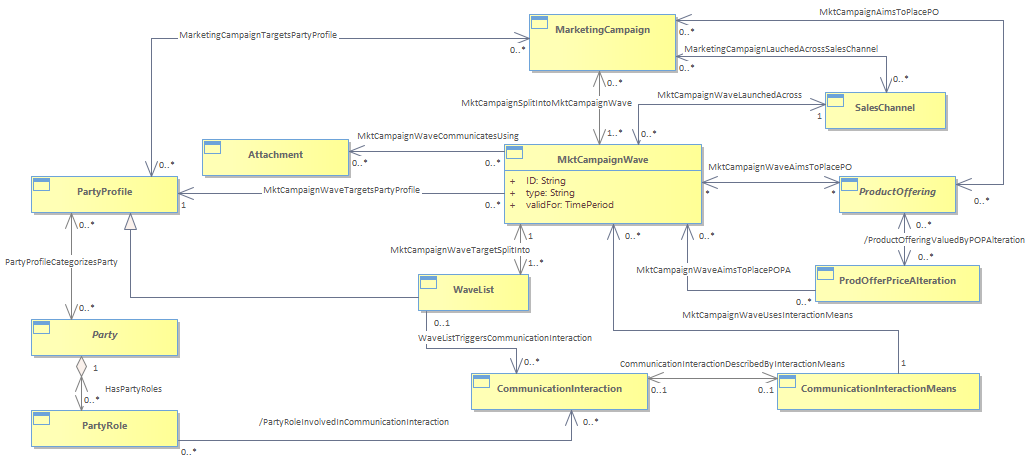 MktCampaignAimsToPlacePO
MarketingCampaign
0..*
MarketingCampaignTargetsPartyProfile
0..*
MarketingCampaignLauchedAcrossSalesChannel
0..*
0..*
MktCampaignWaveLaunchedAcross
MktCampaignSplitIntoMktCampaignWave
SalesChannel
1
1..*
0..*
MktCampaignWaveCommunicatesUsing
Attachment
0..*
0..*
MktCampaignWave
+ ID: String
+ type: String
+ validFor: TimePeriod
MktCampaignWaveAimsToPlacePO
0..*
PartyProfile
MktCampaignWaveTargetsPartyProfile
1
0..*
*
*
ProductOffering
0..*
0..*
1
0..*
0..*
0..*
/ProductOfferingValuedByPOPAlteration
MktCampaignWaveTargetSplitInto
0..*
PartyProfileCategorizesParty
1..*
MktCampaignWaveAimsToPlacePOPA
WaveList
ProdOfferPriceAlteration
0..*
0..*
0..1
MktCampaignWaveUsesInteractionMeans
Party
WaveListTriggersCommunicationInteraction
1
0..*
CommunicationInteractionDescribedByInteractionMeans
1
HasPartyRoles
CommunicationInteraction
0..1
0..1
CommunicationInteractionMeans
0..*
PartyRole
/PartyRoleInvolvedInCommunicationInteraction
0..*
0..*